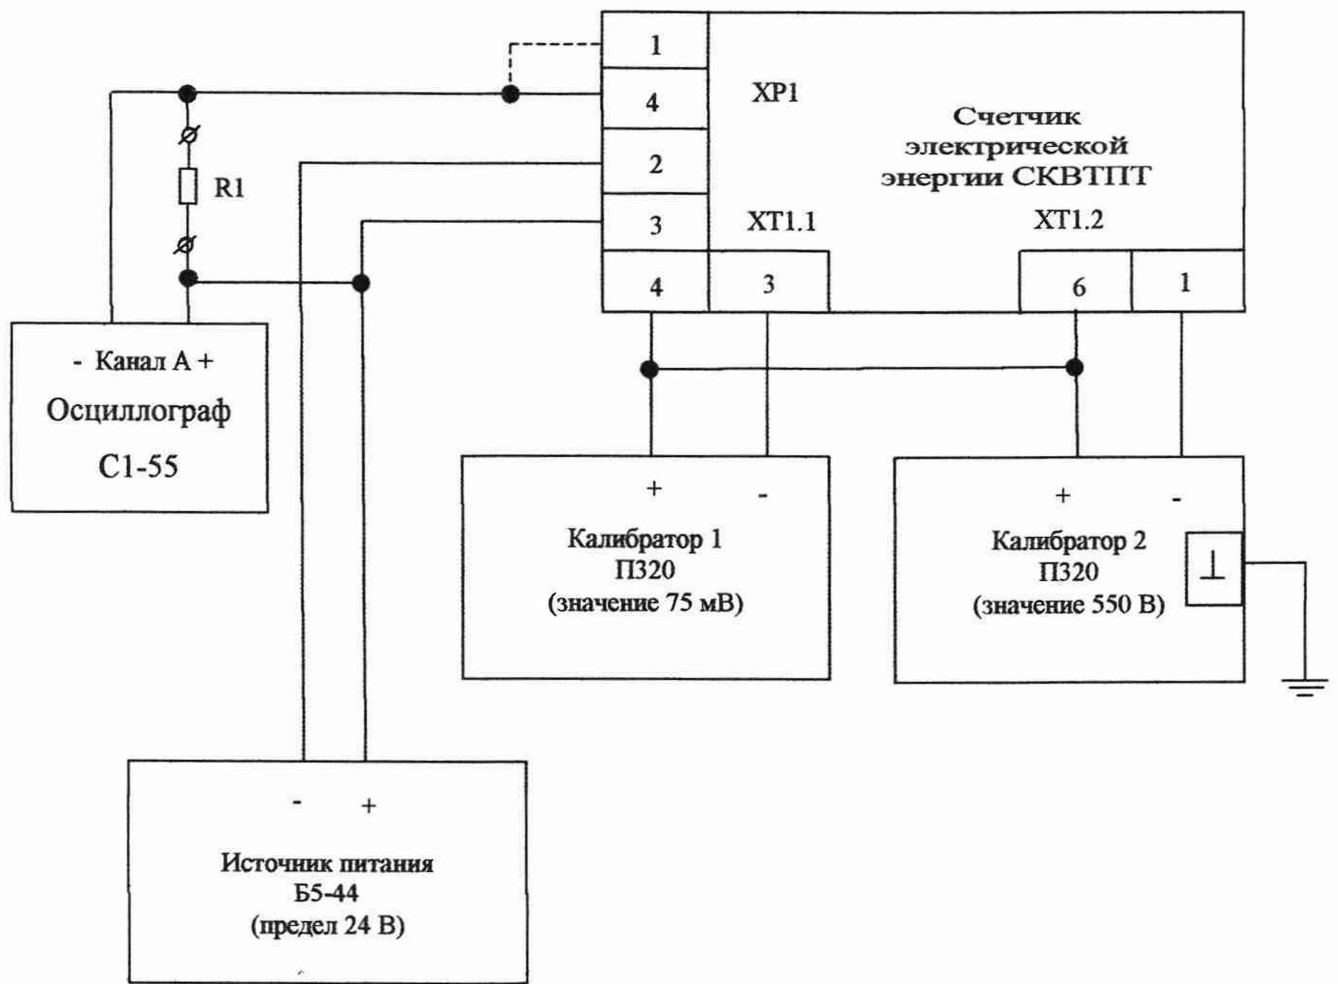 1
4
2
3
XP1
Счетчик
электрической
энергии СКВТПТ
XT1.1
XT1.2
4
3
6
1
R1
- Канал А +
Осциллограф
С1-55
+ -
Калибратор 1
П320
(значение 75 мВ)
+ -
Калибратор 2
П320
(значение 550 В)
- +
Источник питания
Б5-44
(предел 24 В)